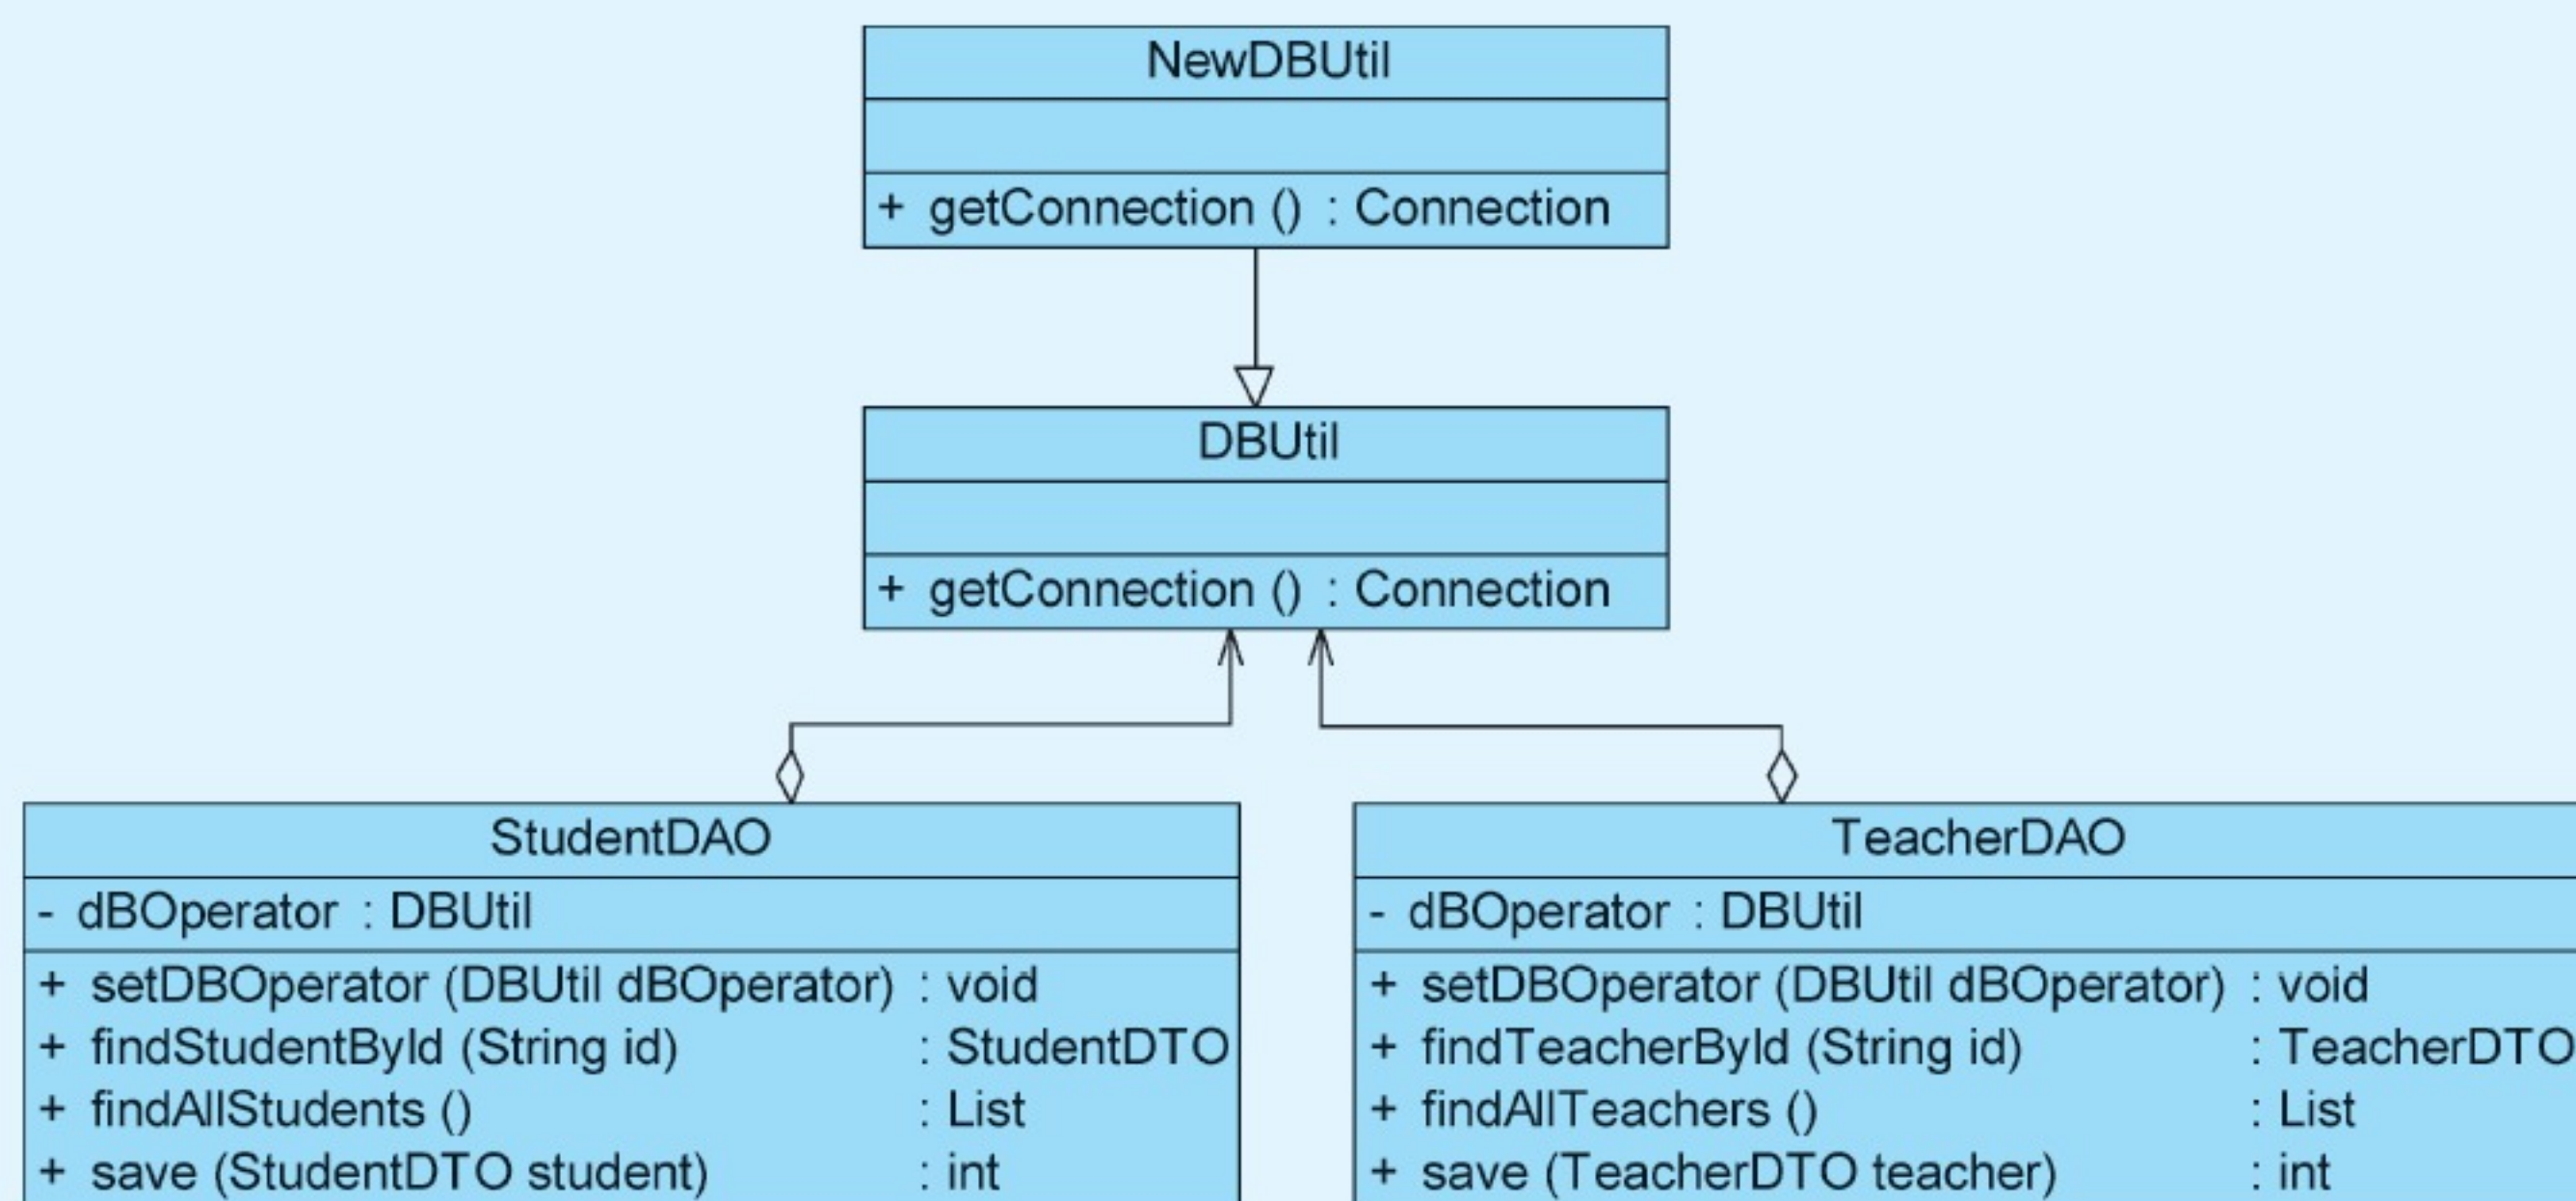 NewDBUtil
+ getConnection () : Connection
DBUtil
+ getConnection () : Connection
StudentDAO
- dBOperator : DBUtil
+ setDBOperator (DBUtil dBOperator) : void
+ findStudentById (String id) : StudentDTO
+ findAllStudents () : List
+ save (StudentDTO student) : int
TeacherDAO
- dBOperator : DBUtil
+ setDBOperator (DBUtil dBOperator) : void
+ findTeacherById (String id) : TeacherDTO
+ findAllTeachers () : List
+ save (TeacherDTO teacher) : int